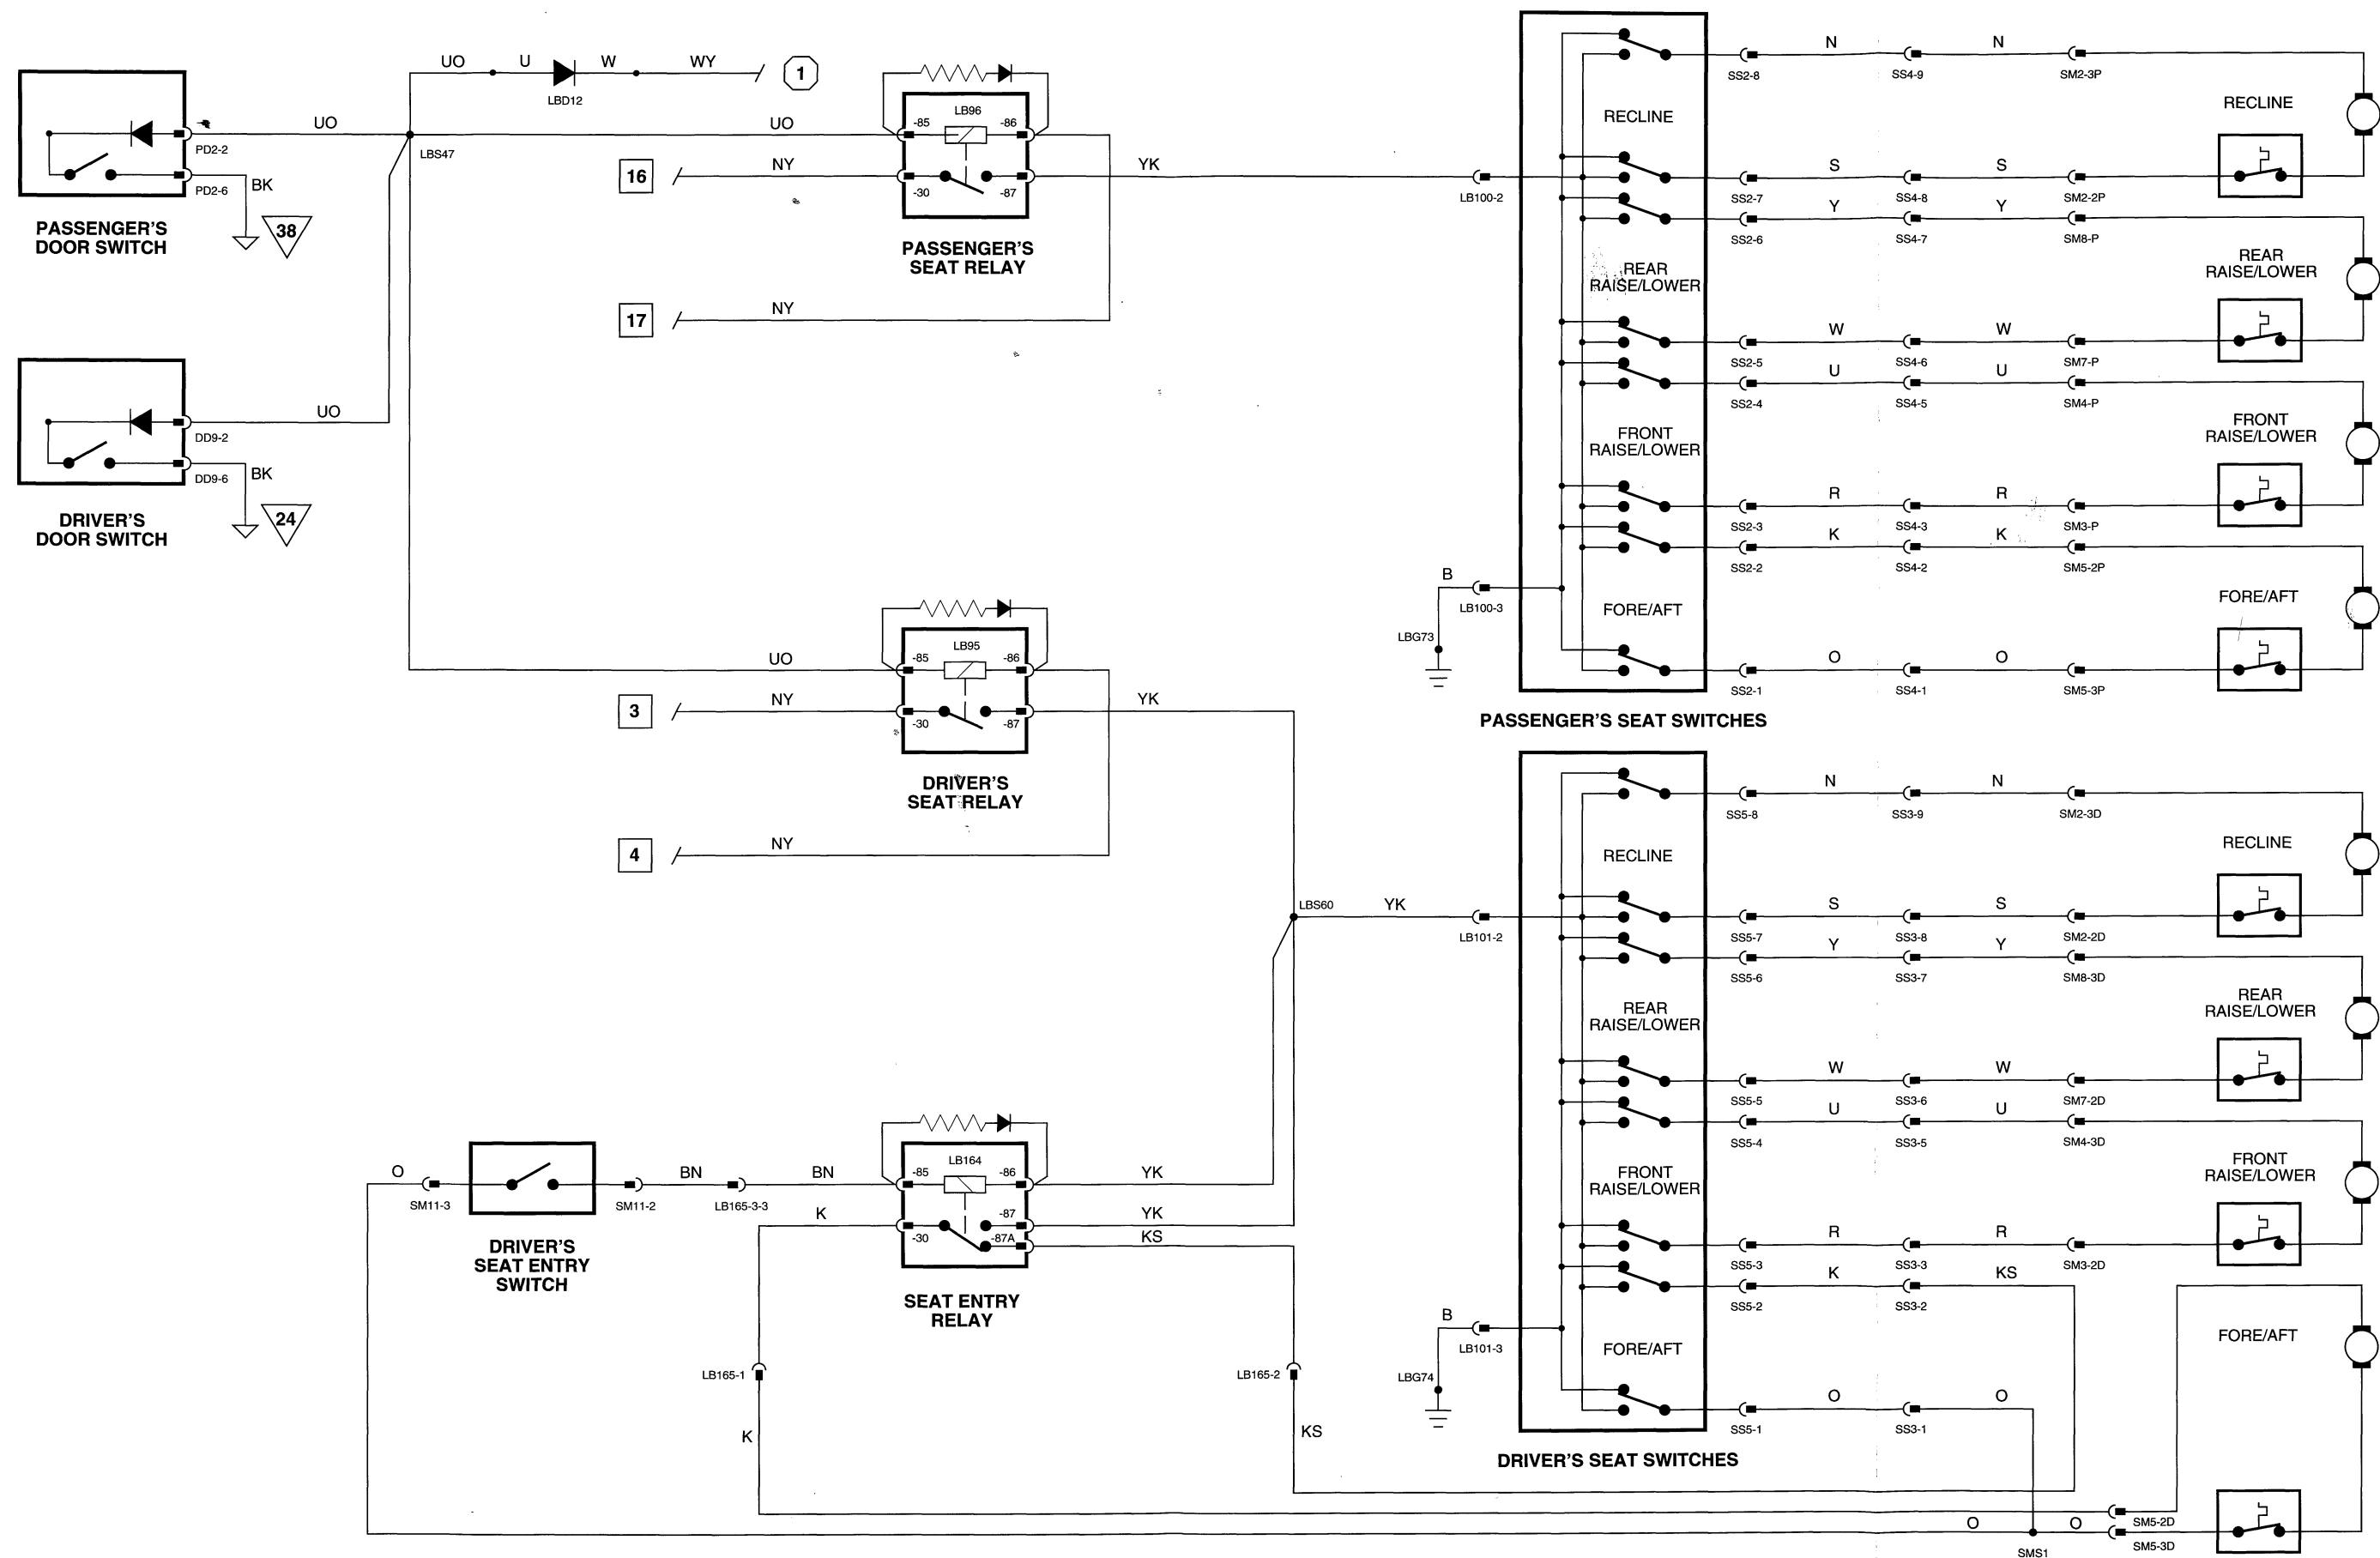 UO U W WY 1
LBD12
UO
PD2-2
PD2-6
BK
38
PASSENGER'S
DOOR SWITCH
LBS47
UO
DD9-2
DD9-6
BK
24
DRIVER'S
DOOR SWITCH
UO
16 NY
LB96
-85 -86
-30 -87
YK
PASSENGER'S
SEAT RELAY
17 NY
UO
3 NY
LB95
-85 -86
-30 -87
YK
DRIVER'S
SEAT RELAY
4 NY
LBS60 YK
O
SM11-3
DRIVER'S
SEAT ENTRY
SWITCH
SM11-2
BN
LB165-3-3
BN
LB164
-85 -86
-87
-30 -87A
K
YK
YK
KS
SEAT ENTRY
RELAY
LB165-1
K
LB165-2
KS
LB100-2
B
LB100-3
LBG73
RECLINE
REAR
RAISE/LOWER
FRONT
RAISE/LOWER
FORE/AFT
PASSENGER'S SEAT SWITCHES
N N
SS2-8 SS4-9 SM2-3P
RECLINE
S S
SS2-7 SS4-8 SM2-2P
Y Y
SS2-6 SS4-7 SM8-P
REAR
RAISE/LOWER
W W
SS2-5 SS4-6 SM7-P
U U
SS2-4 SS4-5 SM4-P
FRONT
RAISE/LOWER
R R
SS2-3 SS4-3 SM3-P
K K
SS2-2 SS4-2 SM5-2P
FORE/AFT
O O
SS2-1 SS4-1 SM5-3P
LB101-2
B
LB101-3
LBG74
RECLINE
REAR
RAISE/LOWER
FRONT
RAISE/LOWER
FORE/AFT
DRIVER'S SEAT SWITCHES
N N
SS5-8 SS3-9 SM2-3D
RECLINE
S S
SS5-7 SS3-8 SM2-2D
Y Y
SS5-6 SS3-7 SM8-3D
REAR
RAISE/LOWER
W W
SS5-5 SS3-6 SM7-2D
U U
SS5-4 SS3-5 SM4-3D
FRONT
RAISE/LOWER
R R
SS5-3 SS3-3 SM3-2D
K KS
SS5-2 SS3-2
FORE/AFT
O O
SS5-1 SS3-1
SM5-2D
O O
SMS1 SM5-3D